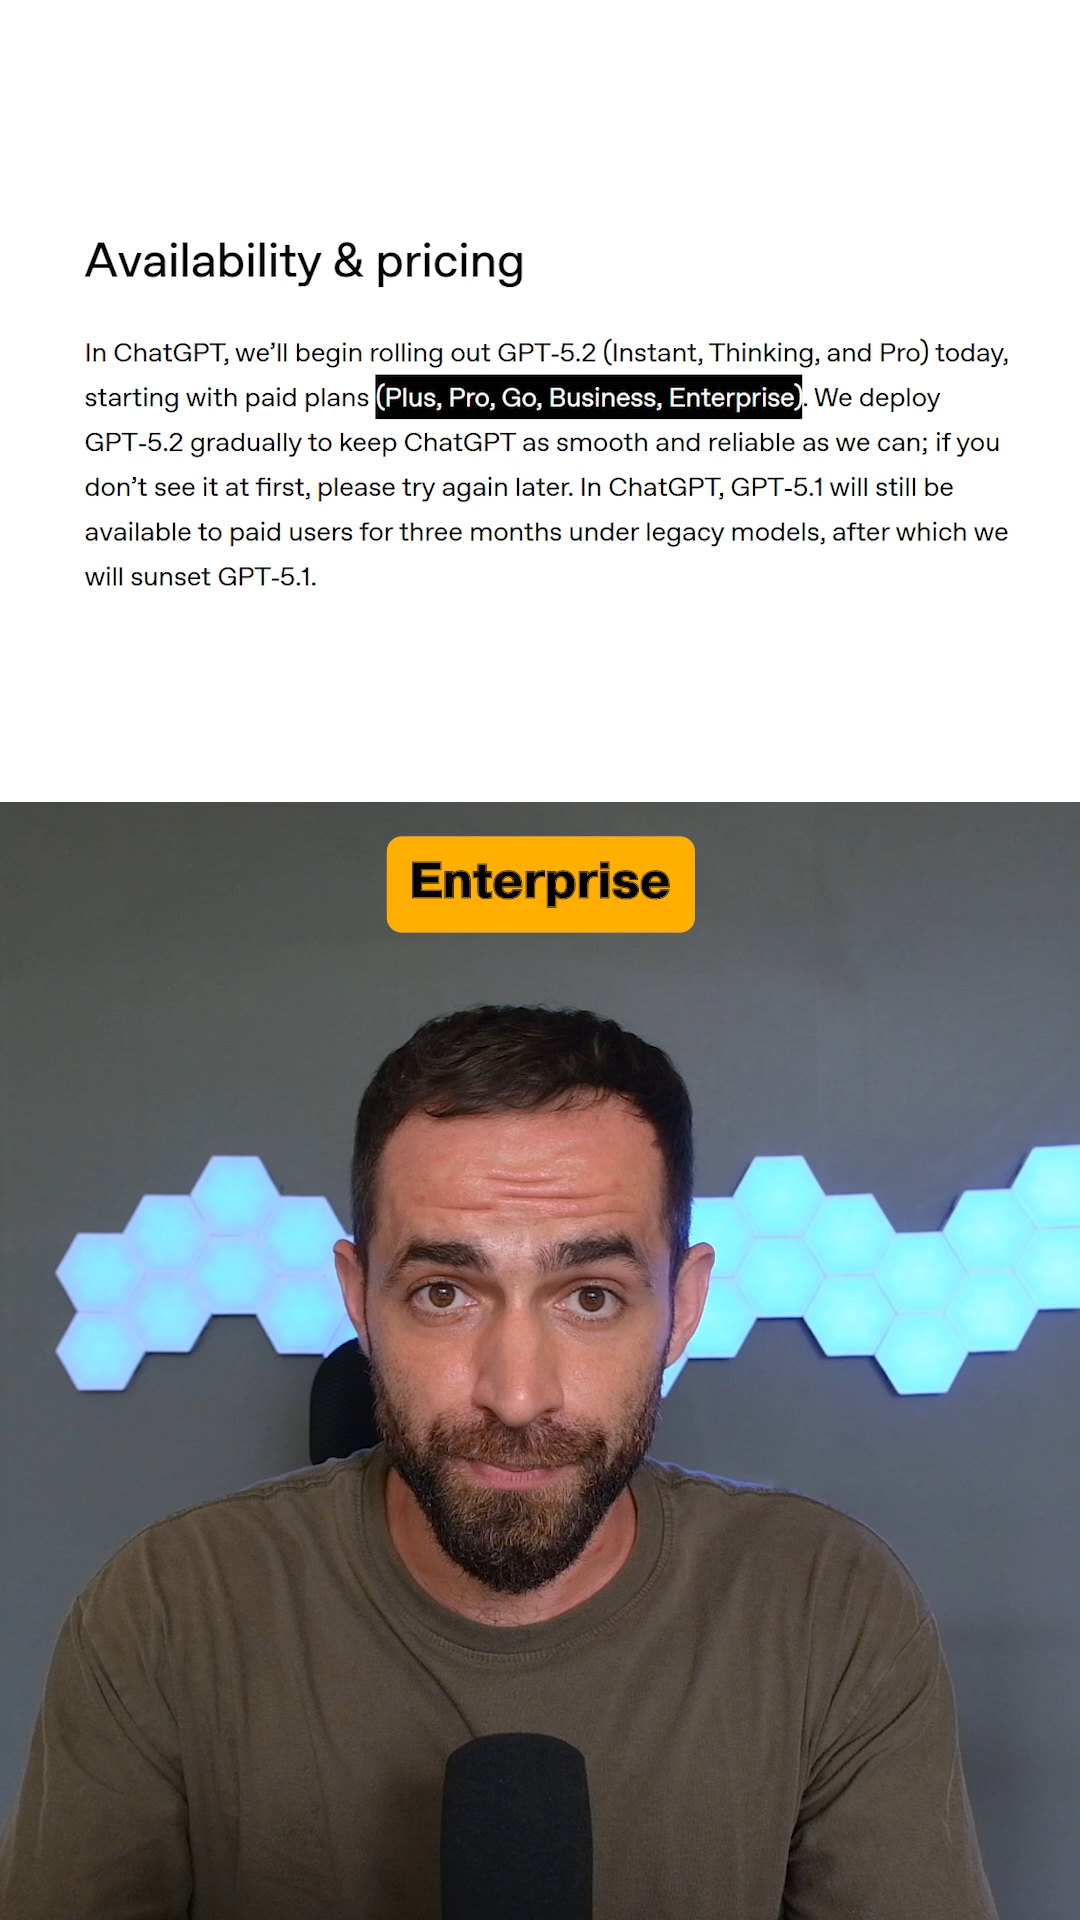 Availability & pricing
In ChatGPT, we’ll begin rolling out GPT-5.2 (Instant, Thinking, and Pro) today,
starting with paid plans (Plus, Pro, Go, Business, Enterprise). We deploy
GPT-5.2 gradually to keep ChatGPT as smooth and reliable as we can; if you
don’t see it at first, please try again later. In ChatGPT, GPT-5.1 will still be
available to paid users for three months under legacy models, after which we
will sunset GPT-5.1.
Enterprise